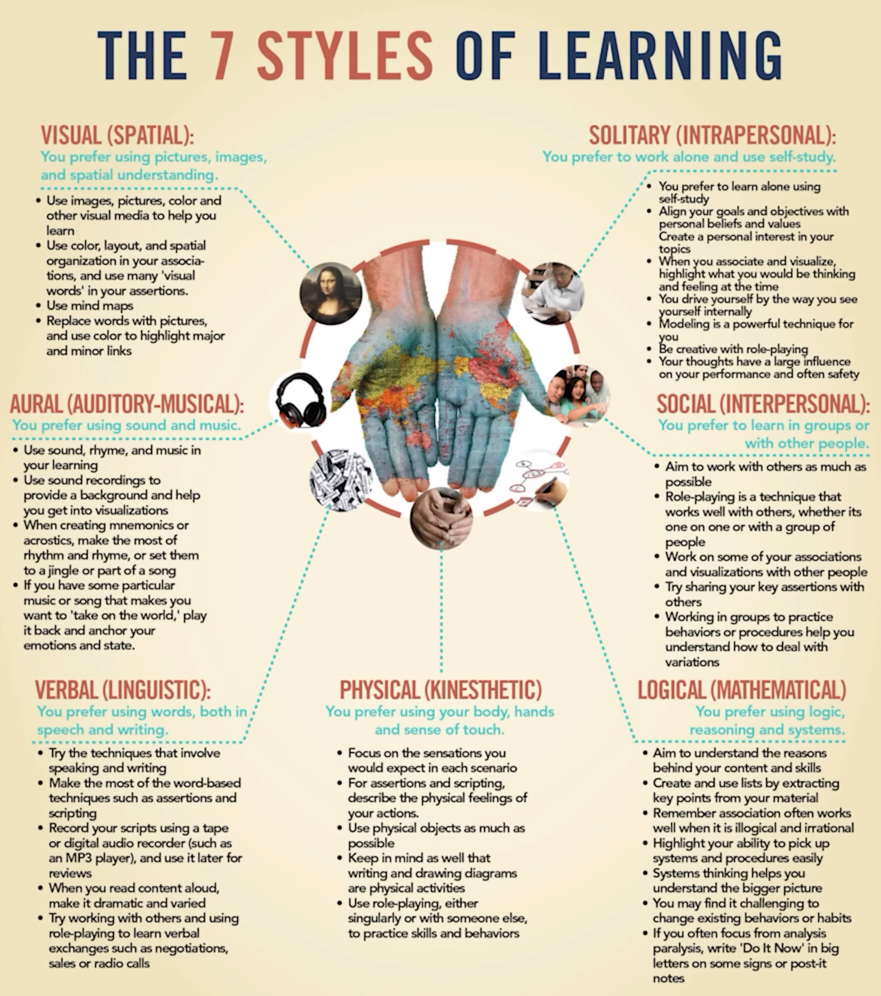 THE 7 STYLES OF LEARNING
VISUAL (SPATIAL):
You prefer using pictures, images,
and spatial understanding.
• Use images, pictures, color and
other visual media to help you
learn
• Use color, layout, and spatial
organization in your associa-
tions, and use many 'visual
words' in your assertions.
• Use mind maps
• Replace words with pictures,
and use color to highlight major
and minor links
SOLITARY (INTRAPERSONAL):
You prefer to work alone and use self-study.
• You prefer to learn alone using
self-study
• Align your goals and objectives with
personal beliefs and values
Create a personal interest in your
topics
• When you associate and visualize,
highlight what you would be thinking
and feeling at the time
• You drive yourself by the way you see
yourself internally
• Modeling is a powerful technique for
you
• Be creative with role-playing
• Your thoughts have a large influence
on your performance and often safety
AURAL (AUDITORY-MUSICAL):
You prefer using sound and music.
• Use sound, rhyme, and music in
your learning
• Use sound recordings to
provide a background and help
you get into visualizations
• When creating mnemonics or
acrostics, make the most of
rhythm and rhyme, or set them
to a jingle or part of a song
• If you have some particular
music or song that makes you
want to 'take on the world,' play
it back and anchor your
emotions and state.
SOCIAL (INTERPERSONAL):
You prefer to learn in groups or
with other people.
• Aim to work with others as much as
possible
• Role-playing is a technique that
works well with others, whether its
one on one or with a group of
people
• Work on some of your associations
and visualizations with other people
• Try sharing your key assertions with
others
• Working in groups to practice
behaviors or procedures help you
understand how to deal with
variations
VERBAL (LINGUISTIC):
You prefer using words, both in
speech and writing.
• Try the techniques that involve
speaking and writing
• Make the most of the word-based
techniques such as assertions and
scripting
• Record your scripts using a tape
or digital audio recorder (such as
an MP3 player), and use it later for
reviews
• When you read content aloud,
make it dramatic and varied
• Try working with others and using
role-playing to learn verbal
exchanges such as negotiations,
sales or radio calls
PHYSICAL (KINESTHETIC)
You prefer using your body, hands
and sense of touch.
• Focus on the sensations you
would expect in each scenario
• For assertions and scripting,
describe the physical feelings of
your actions.
• Use physical objects as much as
possible
• Keep in mind as well that
writing and drawing diagrams
are physical activities
• Use role-playing, either
singularly or with someone else,
to practice skills and behaviors
LOGICAL (MATHEMATICAL)
You prefer using logic,
reasoning and systems.
• Aim to understand the reasons
behind your content and skills
• Create and use lists by extracting
key points from your material
• Remember association often works
well when it is illogical and irrational
• Highlight your ability to pick up
systems and procedures easily
• Systems thinking helps you
understand the bigger picture
• You may find it challenging to
change existing behaviors or habits
• If you often focus from analysis
paralysis, write 'Do It Now' in big
letters on some signs or post-it
notes